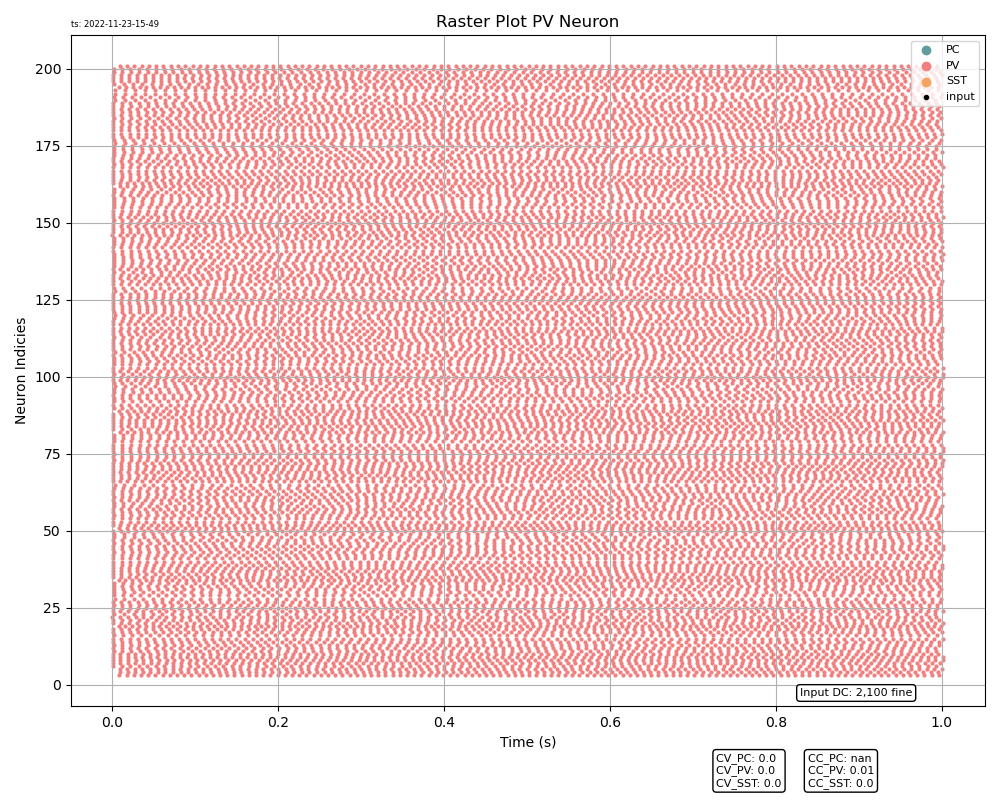 ts: 2022-11-23-15-49
Raster Plot PV Neuron
PC
PV
SST
input
200
175
150
125
100
75
50
25
0
Neuron Indicies
Input DC: 2,100 fine
0.0 0.2 0.4 0.6 0.8 1.0
Time (s)
CV_PC: 0.0
CV_PV: 0.0
CV_SST: 0.0
CC_PC: nan
CC_PV: 0.01
CC_SST: 0.0